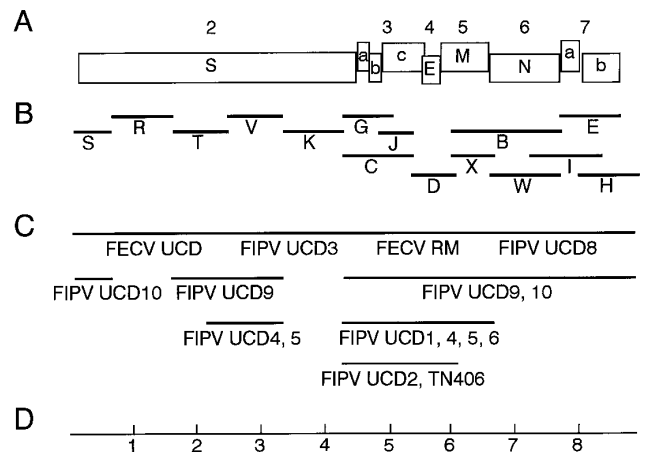 A
2 3 4 5 6 7
S a b c E M N a b
B
R V G E
S T K J B
C X I
D W H
C
FECV UCD FIPV UCD3 FECV RM FIPV UCD8
FIPV UCD10 FIPV UCD9 FIPV UCD9, 10
FIPV UCD4, 5 FIPV UCD1, 4, 5, 6
FIPV UCD2, TN406
D
1 2 3 4 5 6 7 8